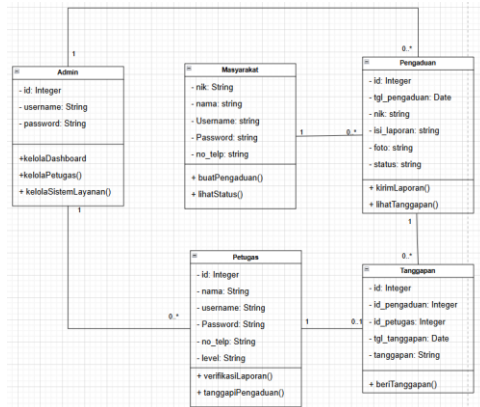 1
0..*
Admin
- id: Integer
- username: String
- password: String
+kelolaDashboard
+kelolaPetugas()
+ kelolaSistemLayanan()
1
Masyarakat
- nik: String
- nama: string
- Username: string
- Password: string
- no_telp: string
+ buatPengaduan()
+ lihatStatus()
1
0..*
Pengaduan
- id: Integer
- tgl_pengaduan: Date
- nik: string
- isi_laporan: string
- foto: string
- status: string
+ kirimLaporan()
+ lihatTanggapan()
1
0..*
Petugas
- id: Integer
- nama: String
- username: String
- Password: String
- no_telp: String
- level: String
+ verifikasiLaporan()
+ tanggapiPengaduan()
0..*
1
0..1
Tanggapan
- id: Integer
- id_pengaduan: Integer
- id_petugas: Integer
- tgl_tanggapan: Date
- tanggapan: String
+ beriTanggapan()